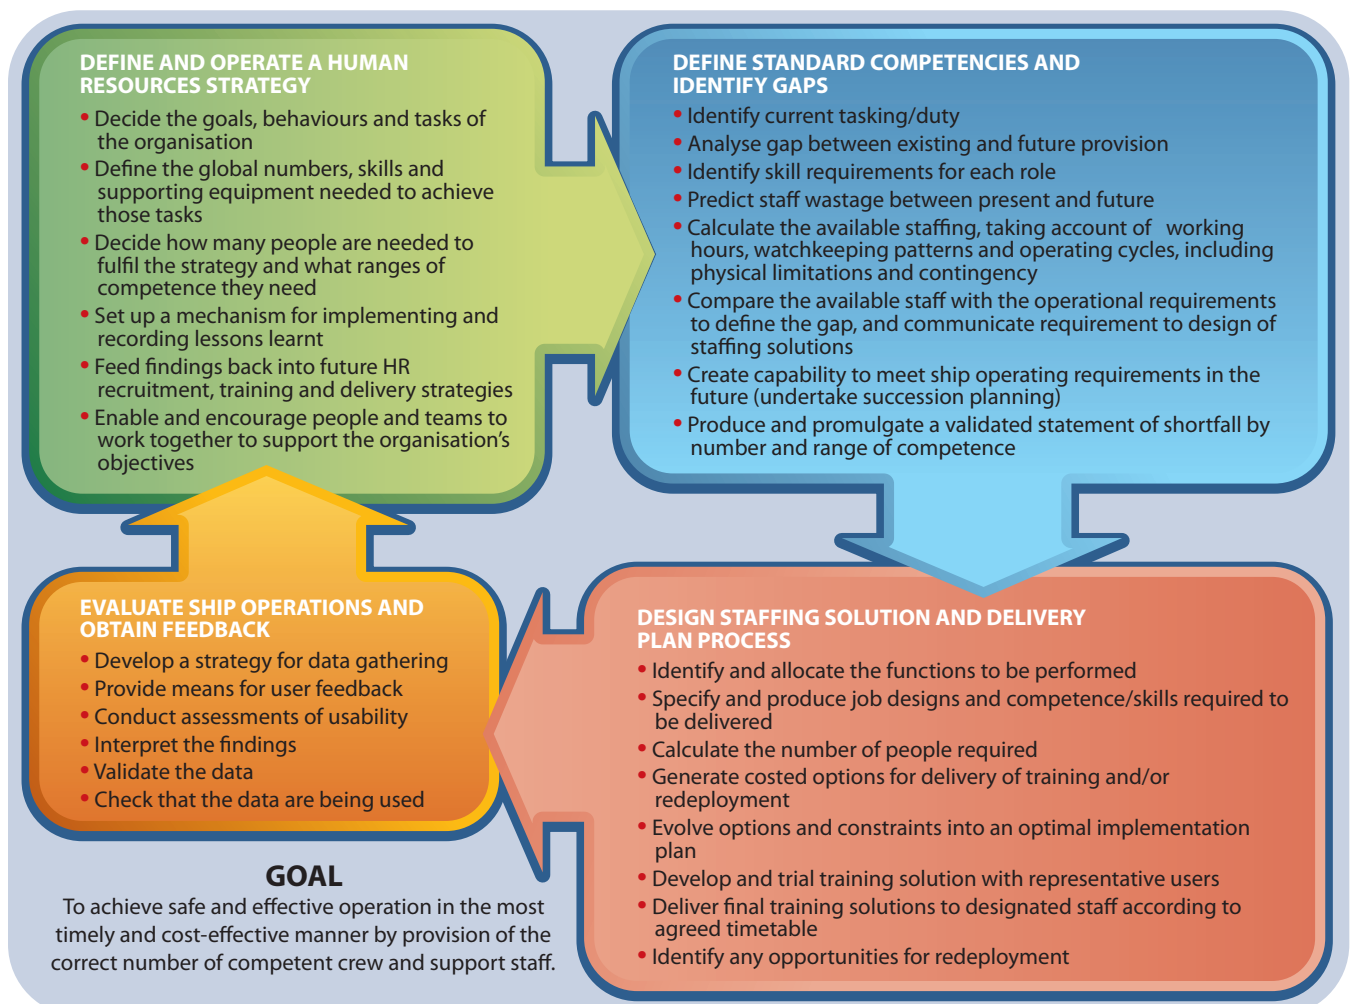 DEFINE AND OPERATE A HUMAN
RESOURCES STRATEGY
• Decide the goals, behaviours and tasks of
the organisation
• Define the global numbers, skills and
supporting equipment needed to achieve
those tasks
• Decide how many people are needed to
fulfil the strategy and what ranges of
competence they need
• Set up a mechanism for implementing and
recording lessons learnt
• Feed findings back into future HR
recruitment, training and delivery strategies
• Enable and encourage people and teams to
work together to support the organisation's
objectives
DEFINE STANDARD COMPETENCIES AND
IDENTIFY GAPS
• Identify current tasking/duty
• Analyse gap between existing and future provision
• Identify skill requirements for each role
• Predict staff wastage between present and future
• Calculate the available staffing, taking account of working
hours, watchkeeping patterns and operating cycles, including
physical limitations and contingency
• Compare the available staff with the operational requirements
to define the gap, and communicate requirement to design of
staffing solutions
• Create capability to meet ship operating requirements in the
future (undertake succession planning)
• Produce and promulgate a validated statement of shortfall by
number and range of competence
DESIGN STAFFING SOLUTION AND DELIVERY
PLAN PROCESS
• Identify and allocate the functions to be performed
• Specify and produce job designs and competence/skills required to
be delivered
• Calculate the number of people required
• Generate costed options for delivery of training and/or
redeployment
• Evolve options and constraints into an optimal implementation
plan
• Develop and trial training solution with representative users
• Deliver final training solutions to designated staff according to
agreed timetable
• Identify any opportunities for redeployment
EVALUATE SHIP OPERATIONS AND
OBTAIN FEEDBACK
• Develop a strategy for data gathering
• Provide means for user feedback
• Conduct assessments of usability
• Interpret the findings
• Validate the data
• Check that the data are being used
GOAL
To achieve safe and effective operation in the most
timely and cost-effective manner by provision of the
correct number of competent crew and support staff.